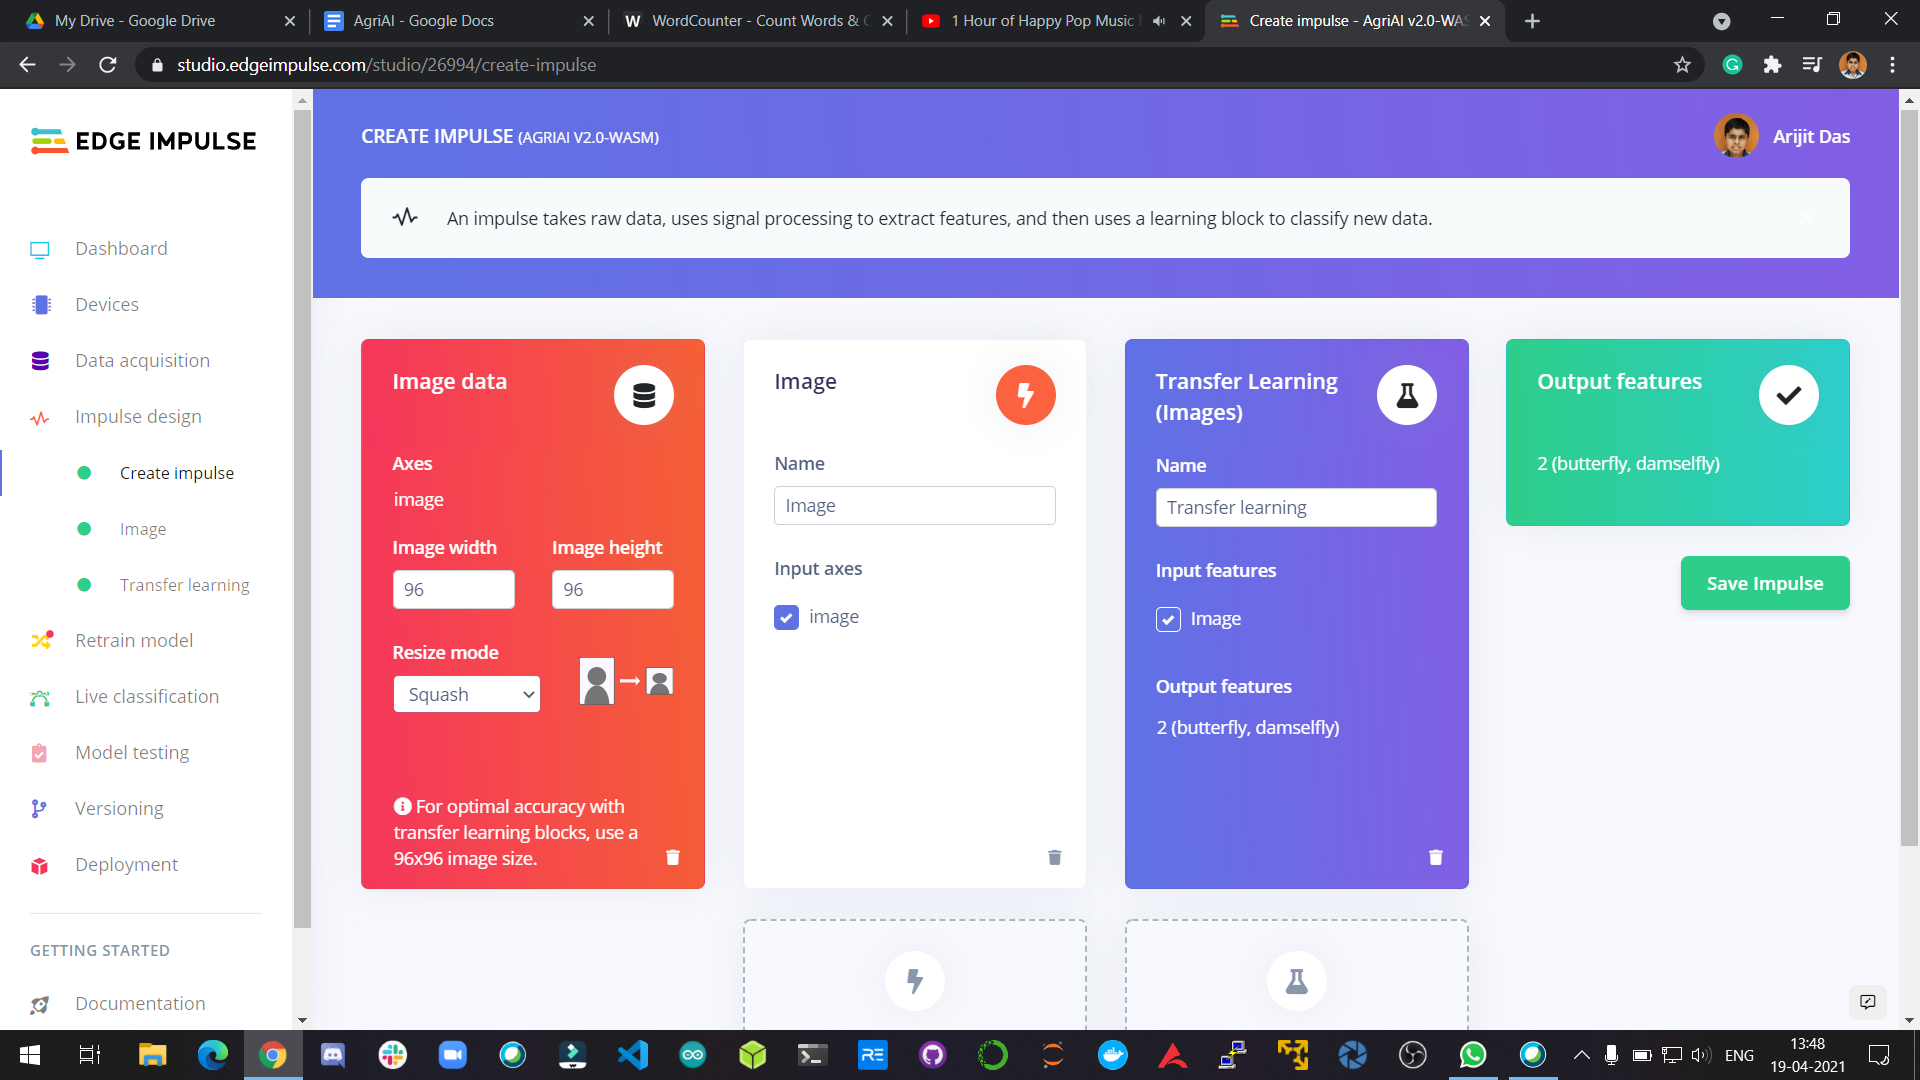 My Drive - Google Drive
AgriAI - Google Docs
WordCounter - Count Words & C
1 Hour of Happy Pop Music
Create impulse - AgriAI v2.0-WAS
studio.edgeimpulse.com/studio/26994/create-impulse
EDGE IMPULSE
Dashboard
Devices
Data acquisition
Impulse design
Create impulse
Image
Transfer learning
Retrain model
Live classification
Model testing
Versioning
Deployment
GETTING STARTED
Documentation
CREATE IMPULSE (AGRIAI V2.0-WASM)
Arijit Das
An impulse takes raw data, uses signal processing to extract features, and then uses a learning block to classify new data.
Image data
Axes
image
Image width
Image height
96
96
Resize mode
Squash
For optimal accuracy with
transfer learning blocks, use a
96x96 image size.
Image
Name
Image
Input axes
image
Transfer Learning
(Images)
Name
Transfer learning
Input features
Image
Output features
2 (butterfly, damselfly)
Output features
2 (butterfly, damselfly)
Save Impulse
RE
ENG
13:48
19-04-2021